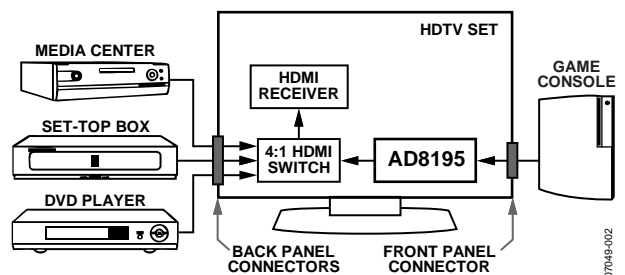 HDTV SET
MEDIA CENTER
HDMI
RECEIVER
GAME
CONSOLE
SET-TOP BOX
4:1 HDMI
SWITCH
AD8195
DVD PLAYER
BACK PANEL
CONNECTORS
FRONT PANEL
CONNECTOR
07049-002